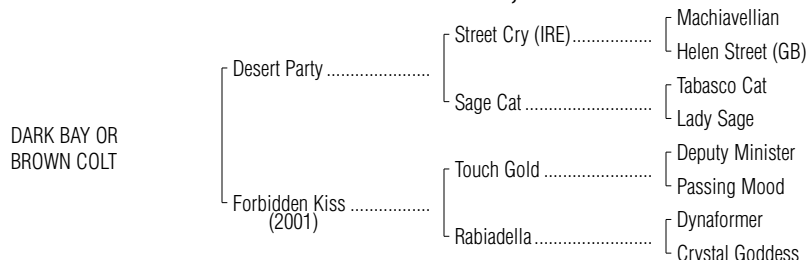 Machiavellian
Street Cry (IRE)
Helen Street (GB)
Desert Party
Tabasco Cat
Sage Cat
Lady Sage
DARK BAY OR
BROWN COLT
Deputy Minister
Touch Gold
Passing Mood
Forbidden Kiss
(2001)
Dynaformer
Rabiadella
Crystal Goddess